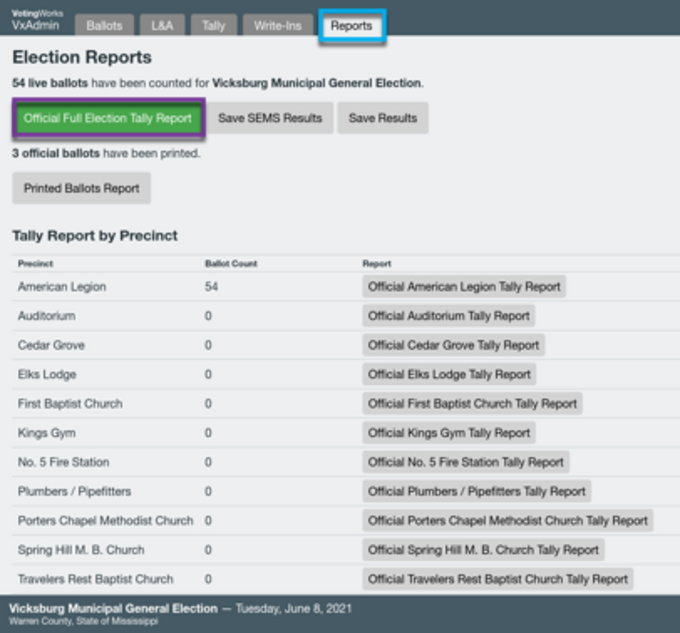 VotingWorks
VxAdmin
Ballots L&A Tally Write-Ins Reports
Election Reports
54 live ballots have been counted for Vicksburg Municipal General Election.
Official Full Election Tally Report Save SEMS Results Save Results
3 official ballots have been printed.
Printed Ballots Report
Tally Report by Precinct
Precinct Ballot Count Report
American Legion 54 Official American Legion Tally Report
Auditorium 0 Official Auditorium Tally Report
Cedar Grove 0 Official Cedar Grove Tally Report
Elks Lodge 0 Official Elks Lodge Tally Report
First Baptist Church 0 Official First Baptist Church Tally Report
Kings Gym 0 Official Kings Gym Tally Report
No. 5 Fire Station 0 Official No. 5 Fire Station Tally Report
Plumbers / Pipefitters 0 Official Plumbers / Pipefitters Tally Report
Porters Chapel Methodist Church 0 Official Porters Chapel Methodist Church Tally Report
Spring Hill M. B. Church 0 Official Spring Hill M. B. Church Tally Report
Travelers Rest Baptist Church 0 Official Travelers Rest Baptist Church Tally Report
Vicksburg Municipal General Election — Tuesday, June 8, 2021
Warren County, State of Mississippi